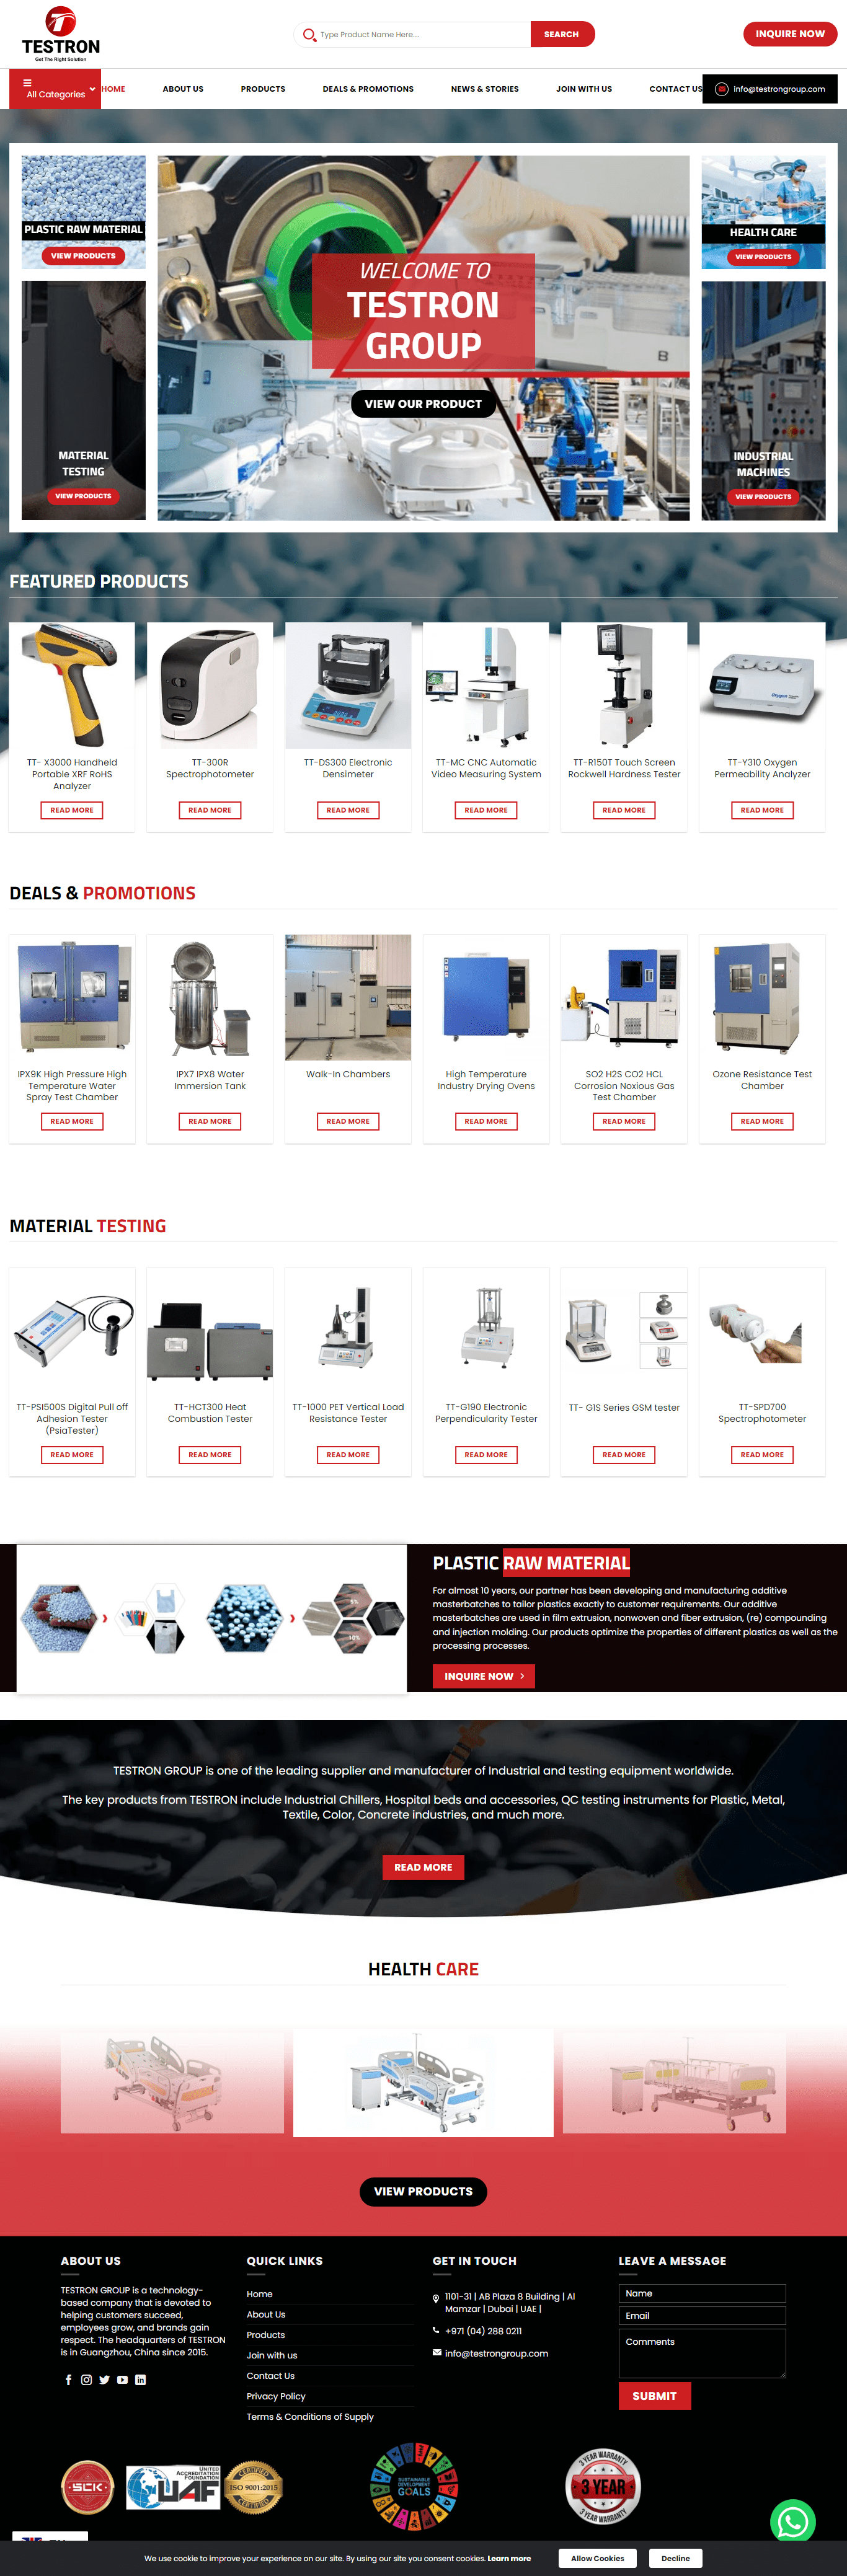 TESTRON
Get The Right Solution
Type Product Name Here...
SEARCH
INQUIRE NOW
All Categories
HOME
ABOUT US
PRODUCTS
DEALS & PROMOTIONS
NEWS & STORIES
JOIN WITH US
CONTACT US
info@testrongroup.com
PLASTIC RAW MATERIAL
VIEW PRODUCTS
MATERIAL
TESTING
VIEW PRODUCTS
WELCOME TO
TESTRON
GROUP
VIEW OUR PRODUCT
HEALTH CARE
VIEW PRODUCTS
INDUSTRIAL
MACHINES
VIEW PRODUCTS
FEATURED PRODUCTS
TT- X3000 Handheld
Portable XRF RoHS
Analyzer
READ MORE
TT-300R
Spectrophotometer
READ MORE
TT-DS300 Electronic
Densimeter
READ MORE
TT-MC CNC Automatic
Video Measuring System
READ MORE
TT-R150T Touch Screen
Rockwell Hardness Tester
READ MORE
TT-Y310 Oxygen
Permeability Analyzer
READ MORE
DEALS & PROMOTIONS
IPX9K High Pressure High
Temperature Water
Spray Test Chamber
READ MORE
IPX7 IPX8 Water
Immersion Tank
READ MORE
Walk-In Chambers
READ MORE
High Temperature
Industry Drying Ovens
READ MORE
SO2 H2S CO2 HCL
Corrosion Noxious Gas
Test Chamber
READ MORE
Ozone Resistance Test
Chamber
READ MORE
MATERIAL TESTING
TT-PSI500S Digital Pull off
Adhesion Tester
(PsiaTester)
READ MORE
TT-HCT300 Heat
Combustion Tester
READ MORE
TT-1000 PET Vertical Load
Resistance Tester
READ MORE
TT-G190 Electronic
Perpendicularity Tester
READ MORE
TT- G1S Series GSM tester
READ MORE
TT-SPD700
Spectrophotometer
READ MORE
5%
10%
PLASTIC RAW MATERIAL
For almost 10 years, our partner has been developing and manufacturing additive
masterbatches to tailor plastics exactly to customer requirements. Our additive
masterbatches are used in film extrusion, nonwoven and fiber extrusion, (re) compounding
and injection molding. Our products optimize the properties of different plastics as well as the
processing processes.
INQUIRE NOW
TESTRON GROUP is one of the leading supplier and manufacturer of Industrial and testing equipment worldwide.
The key products from TESTRON include Industrial Chillers, Hospital beds and accessories, QC testing instruments for Plastic, Metal,
Textile, Color, Concrete industries, and much more.
READ MORE
HEALTH CARE
VIEW PRODUCTS
ABOUT US
TESTRON GROUP is a technology-
based company that is devoted to
helping customers succeed,
employees grow, and brands gain
respect. The headquarters of TESTRON
is in Guangzhou, China since 2015.
QUICK LINKS
Home
About Us
Products
Join with us
Contact Us
Privacy Policy
Terms & Conditions of Supply
GET IN TOUCH
1101-31 | AB Plaza 8 Building | Al
Mamzar | Dubai | UAE |
+971 (04) 288 0211
info@testrongroup.com
LEAVE A MESSAGE
Name
Email
Comments
SUBMIT
SCK
UNITED
ACCREDITATION
FOUNDATION
UAF
CERTIFIED
ISO 9001:2015
CERTIFIED
SUSTAINABLE
DEVELOPMENT
GOALS
3 YEAR WARRANTY
3 YEAR
3 YEAR WARRANTY
We use cookie to improve your experience on our site. By using our site you consent cookies. Learn more
Allow Cookies
Decline